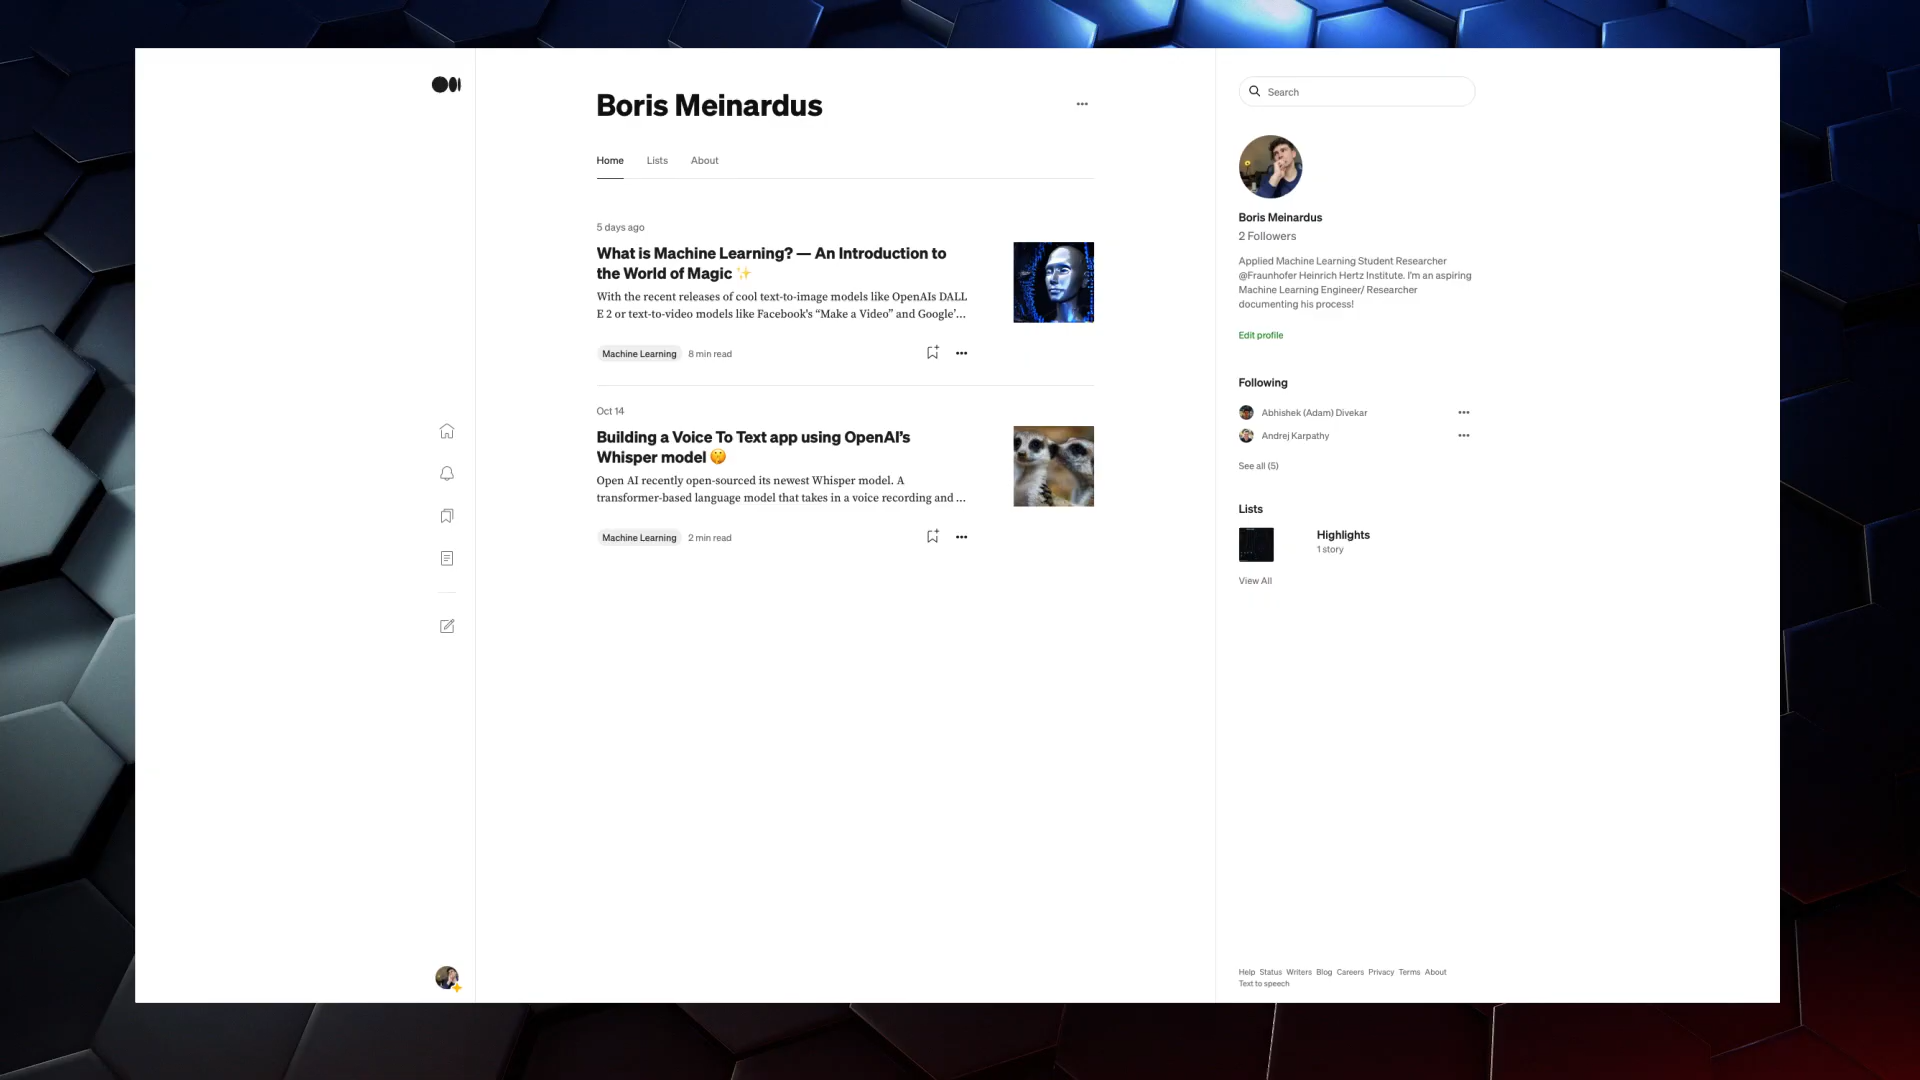 Boris Meinardus
Home Lists About
5 days ago
What is Machine Learning? — An Introduction to
the World of Magic ✨
With the recent releases of cool text-to-image models like OpenAIs DALL
E 2 or text-to-video models like Facebook's “Make a Video” and Google’...
Machine Learning 8 min read
Oct 14
Building a Voice To Text app using OpenAI’s
Whisper model 🤫
Open AI recently open-sourced its newest Whisper model. A
transformer-based language model that takes in a voice recording and ...
Machine Learning 2 min read
Search
Boris Meinardus
2 Followers
Applied Machine Learning Student Researcher
@Fraunhofer Heinrich Hertz Institute. I'm an aspiring
Machine Learning Engineer/ Researcher
documenting his process!
Edit profile
Following
Abhishek (Adam) Divekar
Andrej Karpathy
See all (5)
Lists
Highlights
1 story
View All
Help Status Writers Blog Careers Privacy Terms About
Text to speech